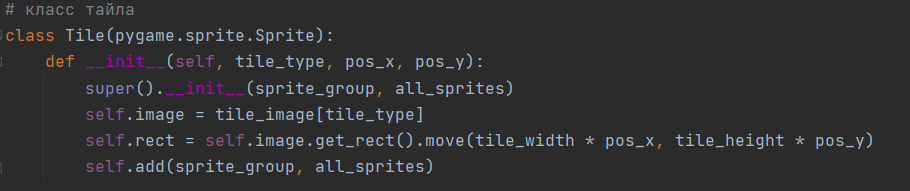 # класс тайла
class Tile(pygame.sprite.Sprite):
    def __init__(self, tile_type, pos_x, pos_y):
        super().__init__(sprite_group, all_sprites)
        self.image = tile_image[tile_type]
        self.rect = self.image.get_rect().move(tile_width * pos_x, tile_height * pos_y)
        self.add(sprite_group, all_sprites)